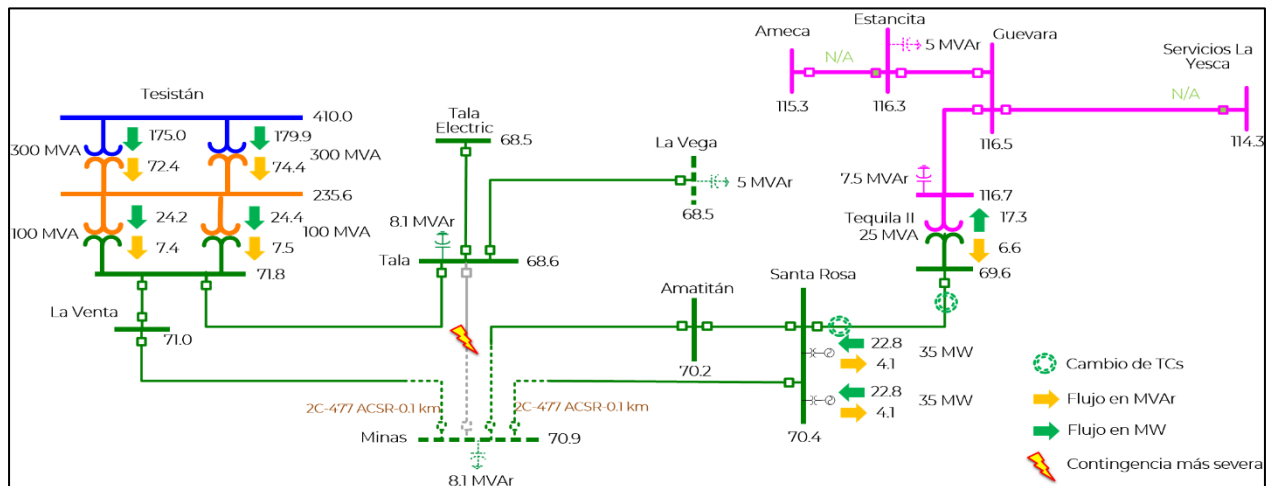 Estancita
Ameca
5 MVAr
Guevara
N/A
Servicios La
Yesca
N/A
115.3
116.3
116.5
114.3
Tesistán
410.0
175.0
179.9
300 MVA
300 MVA
72.4
74.4
235.6
24.2
24.4
100 MVA
100 MVA
7.4
7.5
71.8
La Venta
71.0
Tala
Electric
68.5
La Vega
5 MVAr
68.5
8.1 MVAr
Tala
68.6
7.5 MVAr
116.7
Tequila II
25 MVA
17.3
6.6
69.6
Amatitán
70.2
Santa Rosa
22.8
35 MW
4.1
22.8
35 MW
4.1
70.4
2C-477 ACSR-0.1 km
2C-477 ACSR-0.1 km
Minas
70.9
8.1 MVAr
Cambio de TCs
Flujo en MVAr
Flujo en MW
Contingencia más severa